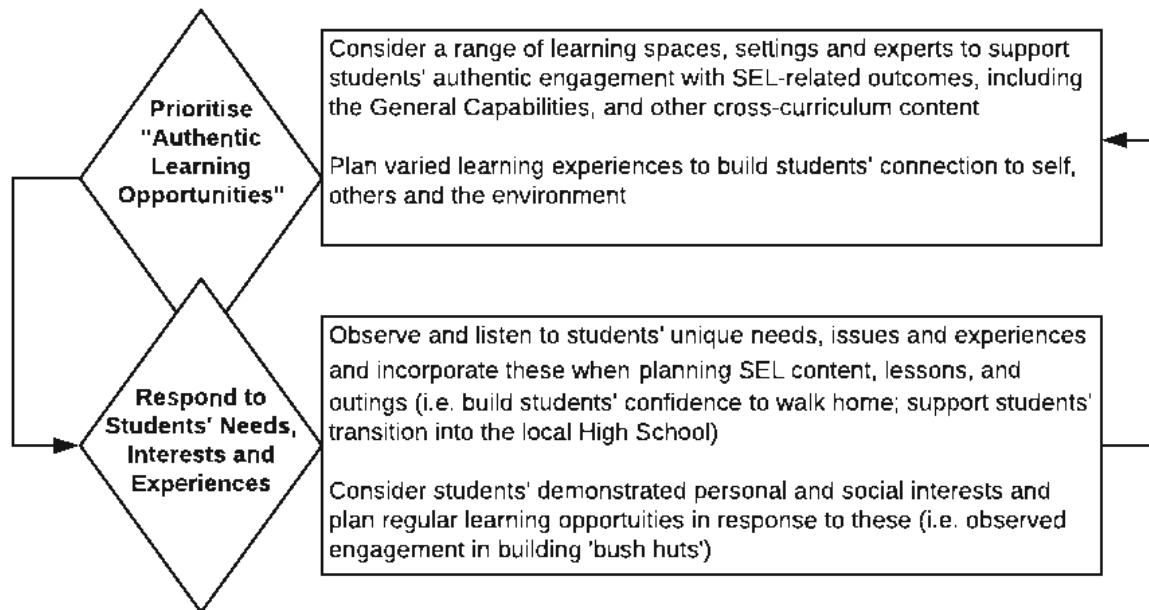 Prioritise
"Authentic
Learning
Opportunities"
Consider a range of learning spaces, settings and experts to support
students' authentic engagement with SEL-related outcomes, including
the General Capabilities, and other cross-curriculum content
Plan varied learning experiences to build students' connection to self,
others and the environment
Respond to
Students' Needs,
Interests and
Experiences
Observe and listen to students' unique needs, issues and experiences
and incorporate these when planning SEL content, lessons, and
outings (i.e. build students' confidence to walk home; support students'
transition into the local High School)
Consider students' demonstrated personal and social interests and
plan regular learning opportuities in response to these (i.e. observed
engagement in building 'bush huts')